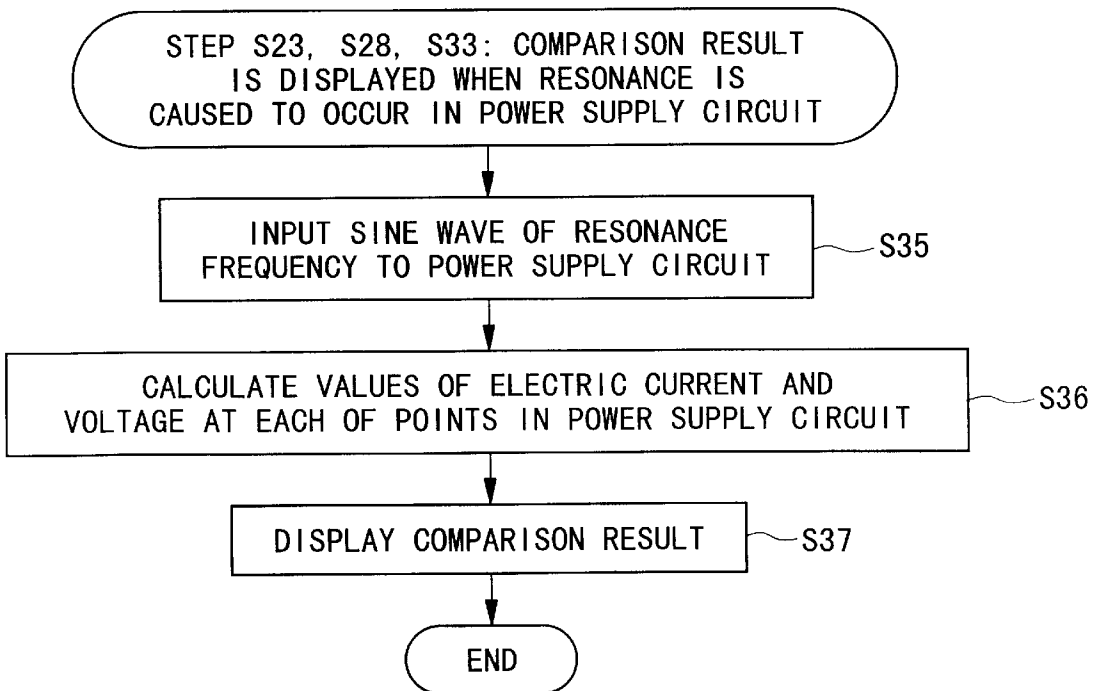 STEP S23, S28, S33: COMPARISON RESULT
IS DISPLAYED WHEN RESONANCE IS
CAUSED TO OCCUR IN POWER SUPPLY CIRCUIT
INPUT SINE WAVE OF RESONANCE
FREQUENCY TO POWER SUPPLY CIRCUIT
S35
CALCULATE VALUES OF ELECTRIC CURRENT AND
VOLTAGE AT EACH OF POINTS IN POWER SUPPLY CIRCUIT
S36
DISPLAY COMPARISON RESULT
S37
END